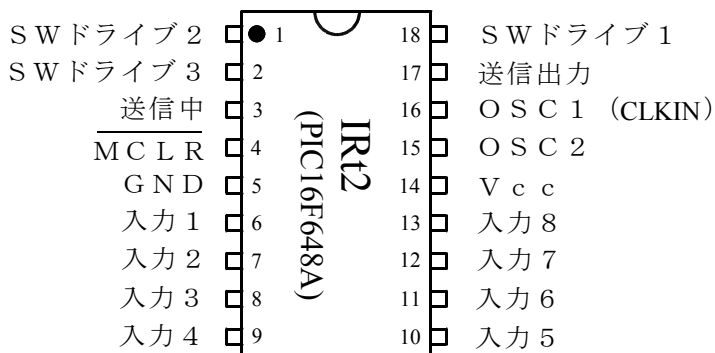 SWドライブ2 1 18 SWドライブ1
SWドライブ3 2 17 送信出力
送信中 3 16 OSC1 (CLKIN)
MCLR 4 15 OSC2
GND 5 14 Vcc
入力1 6 13 入力8
入力2 7 12 入力7
入力3 8 11 入力6
入力4 9 10 入力5
IRt2
(PIC16F648A)